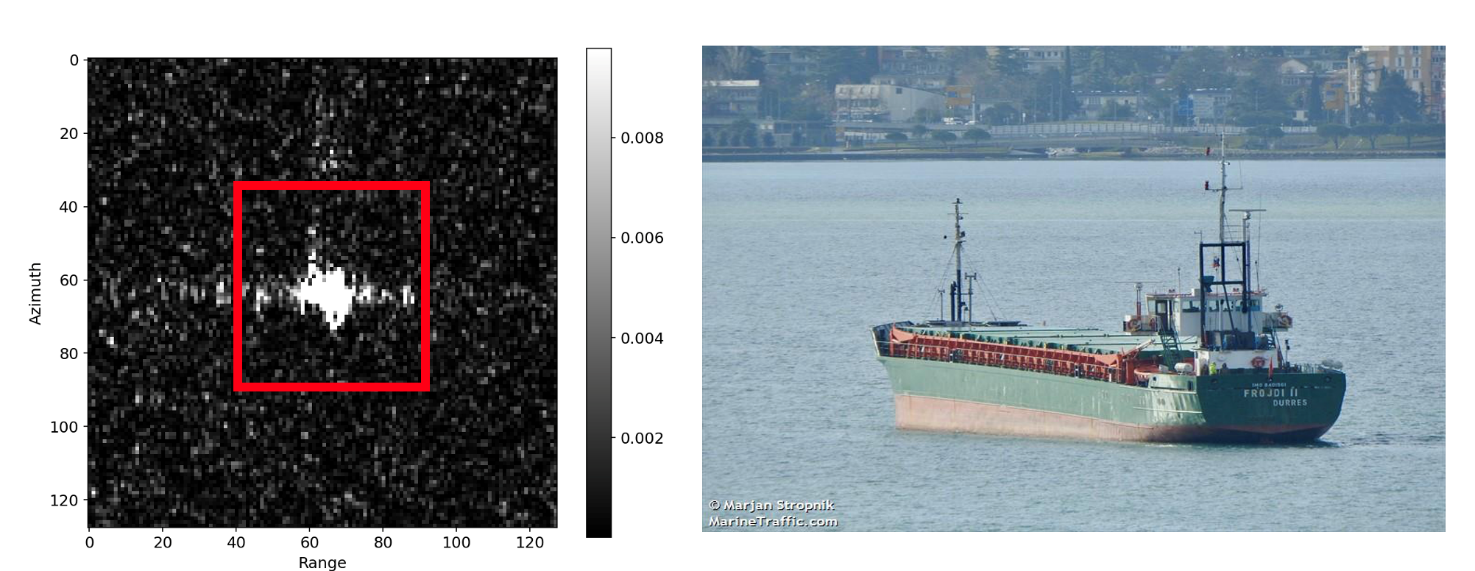 0
20
40
60
80
100
120
Azimuth
0 20 40 60 80 100 120
Range
0.008
0.006
0.004
0.002
FROJDI II
DURRES
© Marjan Stropnik
MarineTraffic.com